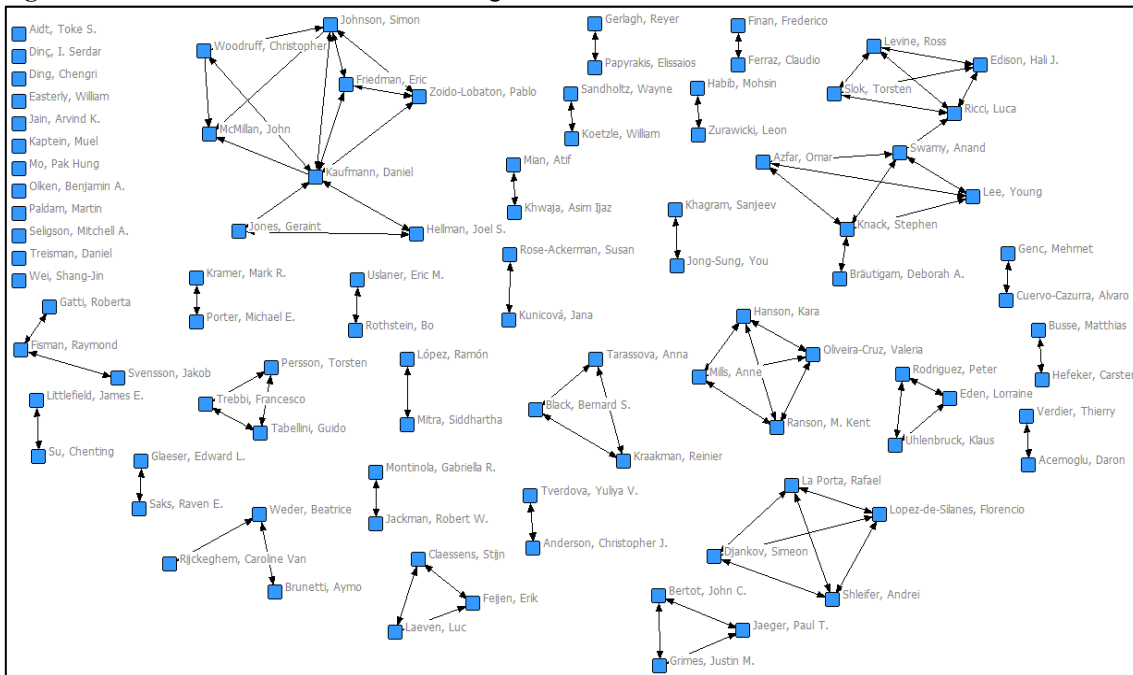 Aidt, Toke S.
Dinç, I. Serdar
Ding, Chengri
Easterly, William
Jain, Arvind K.
Kaptein, Muel
Mo, Pak Hung
Olken, Benjamin A.
Paldam, Martin
Seligson, Mitchell A.
Treisman, Daniel
Wei, Shang-Jin
Johnson, Simon
Woodruff, Christopher
Friedman, Eric
Zoido-Lobaton, Pablo
McMillan, John
Kaufmann, Daniel
Jones, Geraint
Hellman, Joel S.
Gerlagh, Reyer
Papyrakis, Elissaios
Sandholtz, Wayne
Koetzle, William
Finan, Frederico
Ferraz, Claudio
Habib, Mohsin
Zurawicki, Leon
Levine, Ross
Edison, Hali J.
Slok, Torsten
Ricci, Luca
Swamy, Anand
Azfar, Omar
Lee, Young
Knack, Stephen
Bräutigam, Deborah A.
Mian, Atif
Khwaja, Asim Ijaz
Khagram, Sanjeev
Jong-Sung, You
Rose-Ackerman, Susan
Kunicová, Jana
Genc, Mehmet
Cuervo-Cazurra, Alvaro
Kramer, Mark R.
Porter, Michael E.
Uslaner, Eric M.
Rothstein, Bo
Gatti, Roberta
Fisman, Raymond
Svensson, Jakob
Hanson, Kara
Oliveira-Cruz, Valeria
Mills, Anne
Ranson, M. Kent
Busse, Matthias
Hefeker, Carsten
Persson, Torsten
Trebbi, Francesco
Tabellini, Guido
López, Ramón
Mitra, Siddhartha
Tarassova, Anna
Black, Bernard S.
Kraakman, Reinier
Rodriguez, Peter
Eden, Lorraine
Uhlenbruck, Klaus
Verdier, Thierry
Acemoglu, Daron
Littlefield, James E.
Su, Chenting
Glaeser, Edward L.
Saks, Raven E.
Montinola, Gabriella R.
Jackman, Robert W.
Tverdova, Yuliya V.
Anderson, Christopher J.
La Porta, Rafael
Lopez-de-Silanes, Florencio
Djankov, Simeon
Shleifer, Andrei
Weder, Beatrice
Rijckeghem, Caroline Van
Brunetti, Aymo
Claessens, Stijn
Feijen, Erik
Laeven, Luc
Bertot, John C.
Jaeger, Paul T.
Grimes, Justin M.